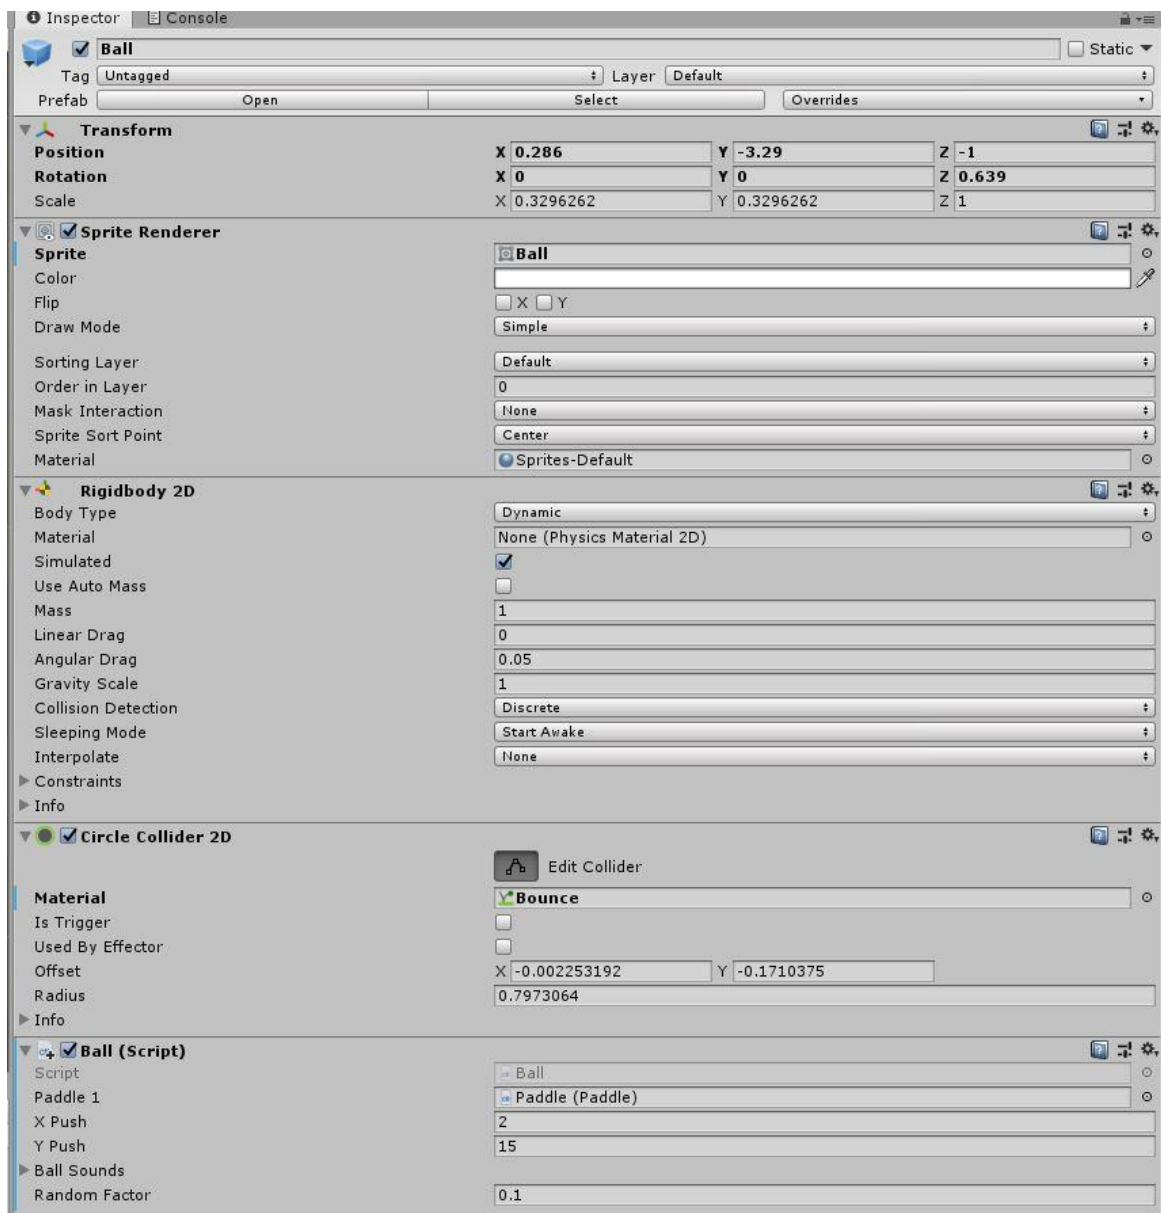 Inspector Console
Ball Static
Tag Untagged Layer Default
Prefab Open Select Overrides
Transform
Position X 0.286 Y -3.29 Z -1
Rotation X 0 Y 0 Z 0.639
Scale X 0.3296262 Y 0.3296262 Z 1
Sprite Renderer
Sprite Ball
Color
Flip X Y
Draw Mode Simple
Sorting Layer Default
Order in Layer 0
Mask Interaction None
Sprite Sort Point Center
Material Sprites-Default
Rigidbody 2D
Body Type Dynamic
Material None (Physics Material 2D)
Simulated
Use Auto Mass
Mass 1
Linear Drag 0
Angular Drag 0.05
Gravity Scale 1
Collision Detection Discrete
Sleeping Mode Start Awake
Interpolate None
Constraints
Info
Circle Collider 2D
Edit Collider
Material Bounce
Is Trigger
Used By Effector
Offset X -0.002253192 Y -0.1710375
Radius 0.7973064
Info
Ball (Script)
Script Ball
Paddle 1 Paddle (Paddle)
X Push 2
Y Push 15
Ball Sounds
Random Factor 0.1